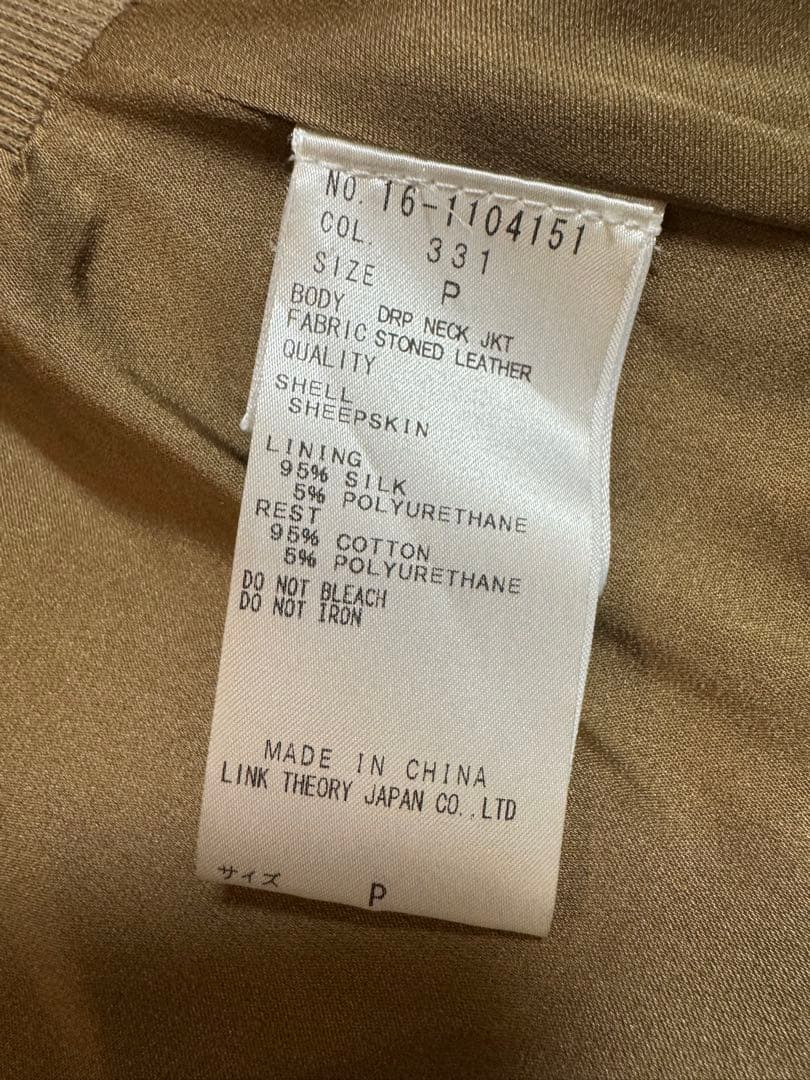 NO. 16-1104151
COL. 331
SIZE P
BODY DRP NECK JKT
FABRIC STONED LEATHER
QUALITY
SHELL
SHEEPSKIN
LINING
95% SILK
5% POLYURETHANE
REST
95% COTTON
5% POLYURETHANE
DO NOT BLEACH
DO NOT IRON
MADE IN CHINA
LINK THEORY JAPAN CO.,LTD
サイズ P